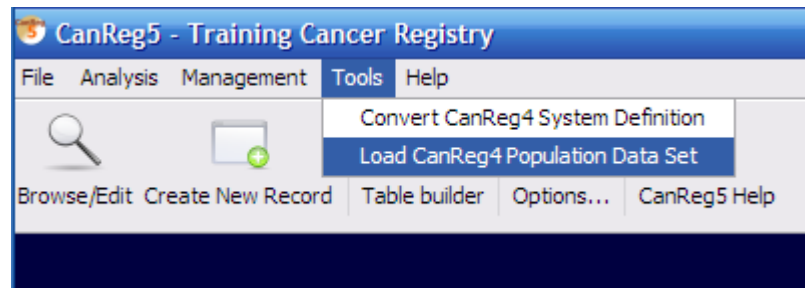 CanReg5 - Training Cancer Registry
File Analysis Management Tools Help
Convert CanReg4 System Definition
Load CanReg4 Population Data Set
Browse/Edit Create New Record Table builder Options... CanReg5 Help